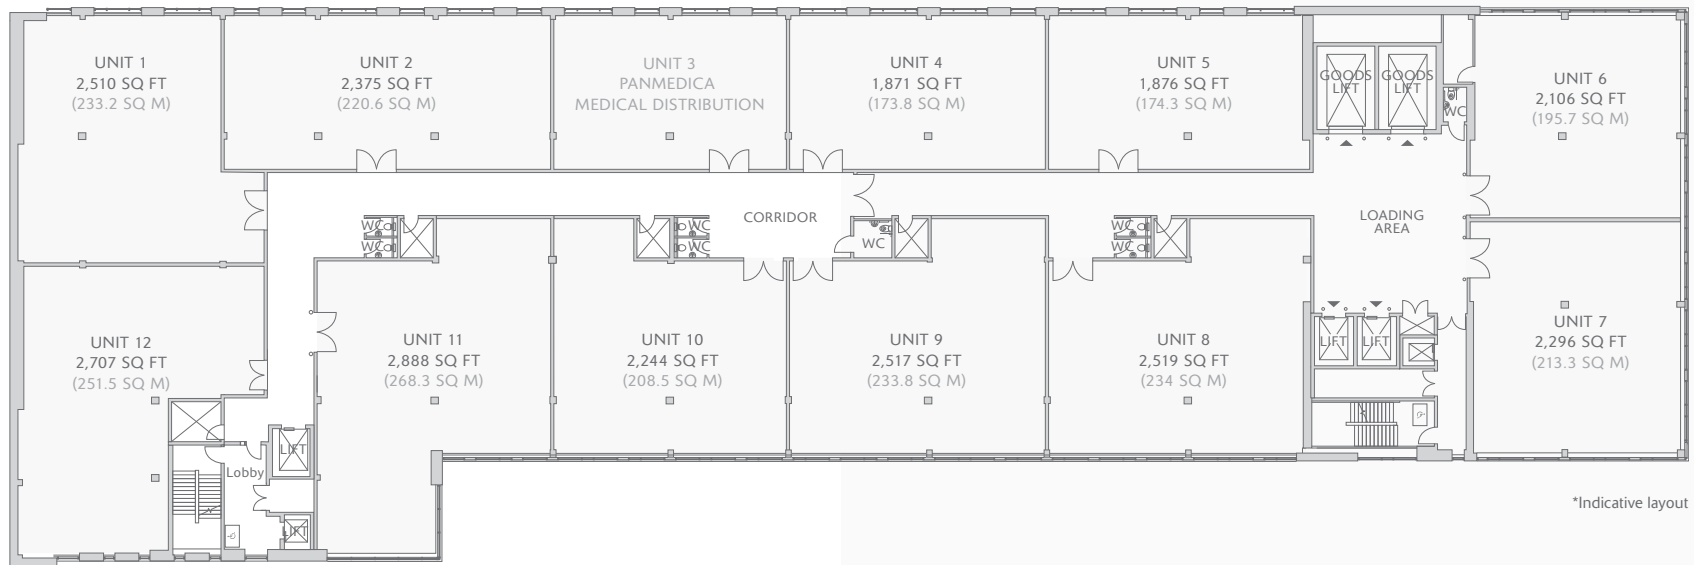 UNIT 1
2,510 SQ FT
(233.2 SQ M)
UNIT 2
2,375 SQ FT
(220.6 SQ M)
UNIT 3
PANMEDICA
MEDICAL DISTRIBUTION
UNIT 4
1,871 SQ FT
(173.8 SQ M)
UNIT 5
1,876 SQ FT
(174.3 SQ M)
GOODS
LIFT
GOODS
LIFT
WC
UNIT 6
2,106 SQ FT
(195.7 SQ M)
WC
WC
WC
WC
CORRIDOR
WC
WC
WC
LOADING
AREA
UNIT 12
2,707 SQ FT
(251.5 SQ M)
UNIT 11
2,888 SQ FT
(268.3 SQ M)
UNIT 10
2,244 SQ FT
(208.5 SQ M)
UNIT 9
2,517 SQ FT
(233.8 SQ M)
UNIT 8
2,519 SQ FT
(234 SQ M)
LIFT
LIFT
UNIT 7
2,296 SQ FT
(213.3 SQ M)
LIFT
Lobby
LIFT
*Indicative layout